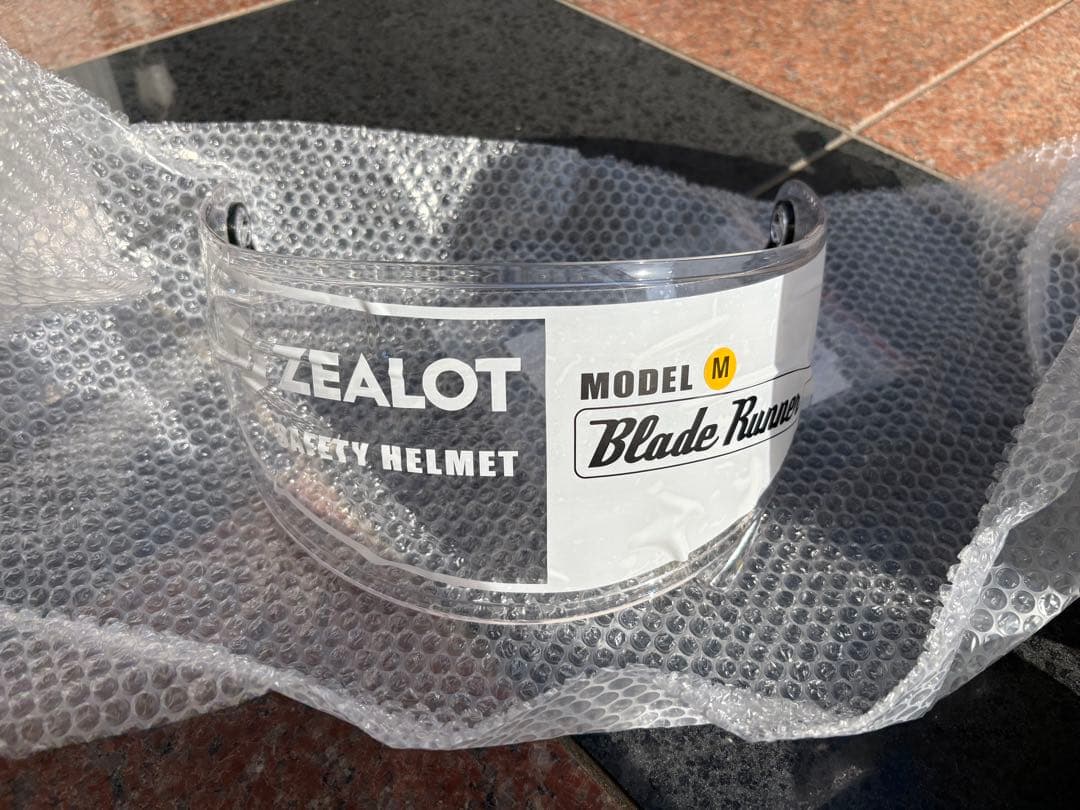 ZEALOT
SAFETY HELMET
MODEL M
Blade Runner